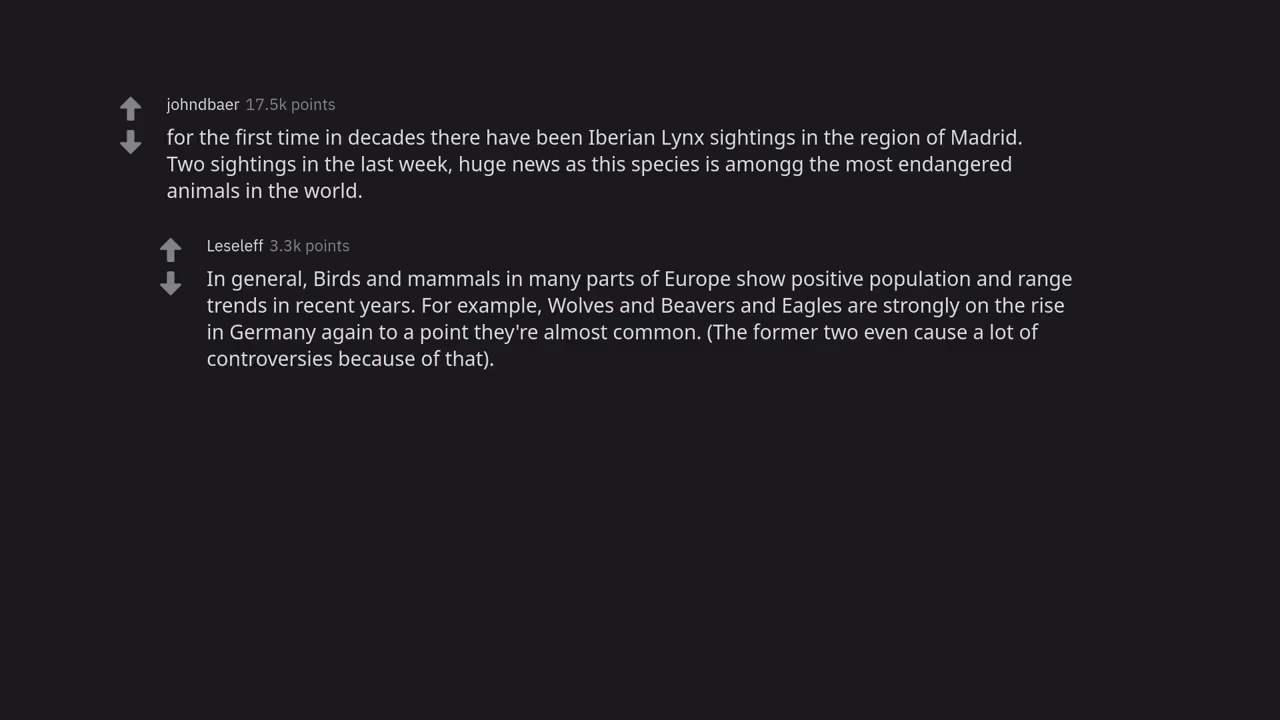 johndbaer 17.5k points
for the first time in decades there have been Iberian Lynx sightings in the region of Madrid.
Two sightings in the last week, huge news as this species is amongg the most endangered
animals in the world.
Leseleff 3.3k points
In general, Birds and mammals in many parts of Europe show positive population and range
trends in recent years. For example, Wolves and Beavers and Eagles are strongly on the rise
in Germany again to a point they're almost common. (The former two even cause a lot of
controversies because of that).